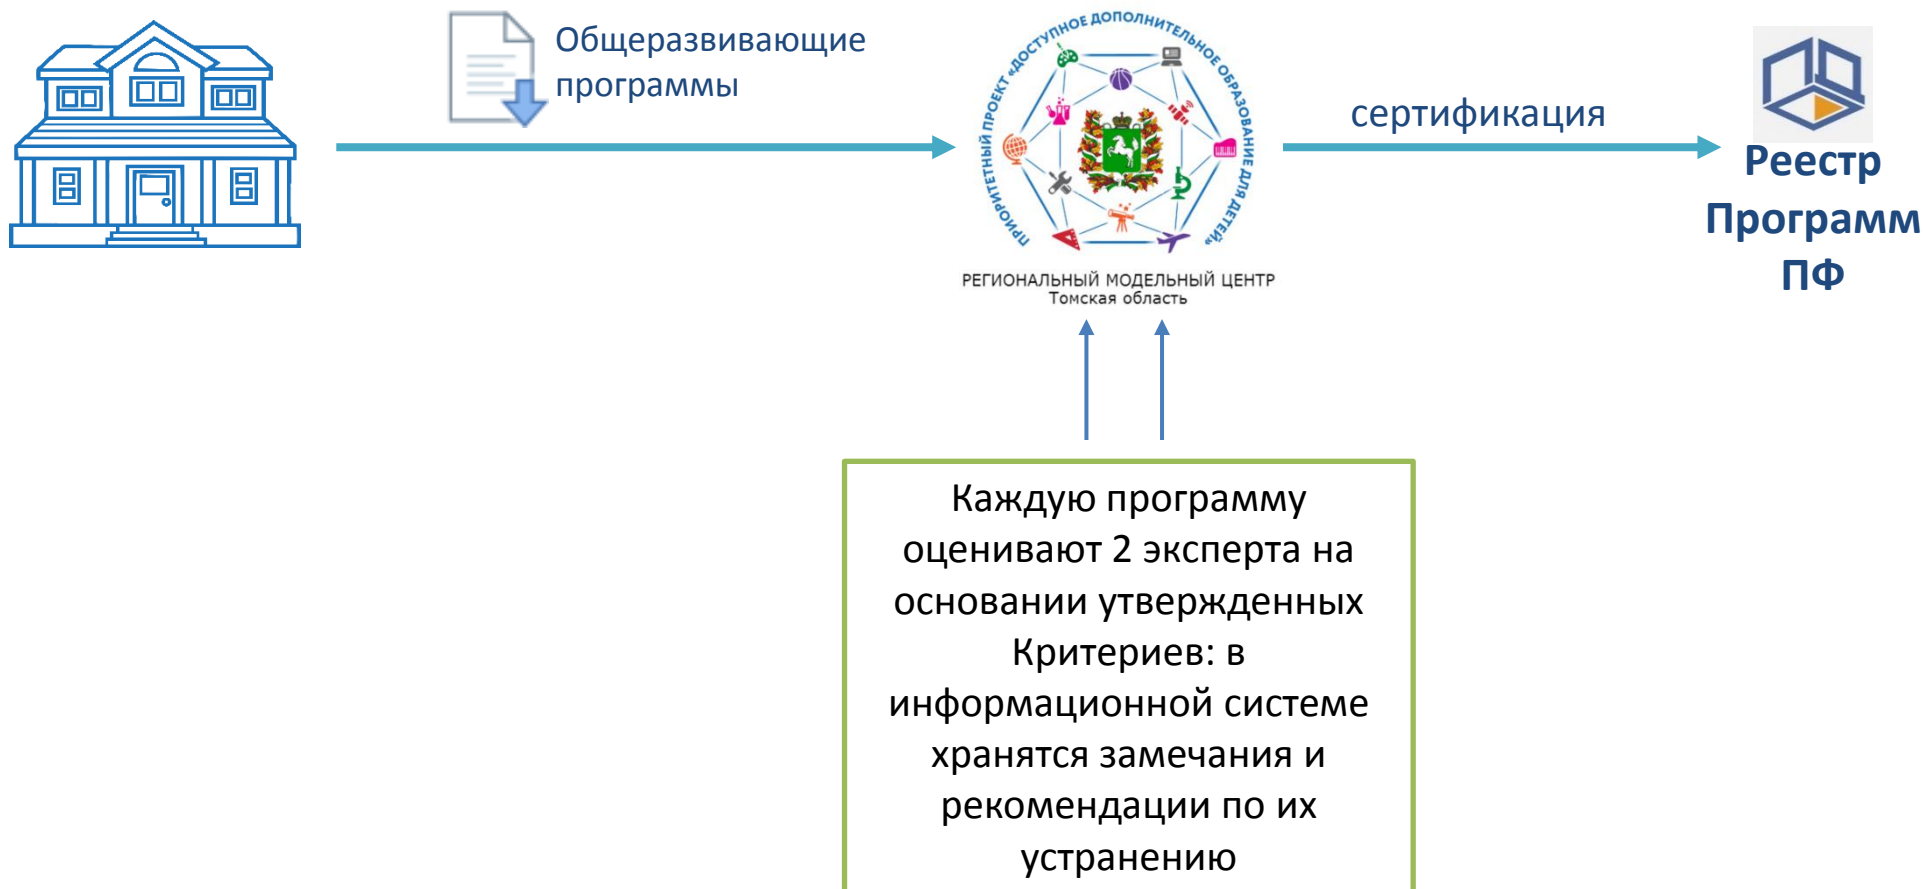 Общеразвивающие
программы
ПРИОРИТЕТНЫЙ ПРОЕКТ «ДОСТУПНОЕ ДОПОЛНИТЕЛЬНОЕ ОБРАЗОВАНИЕ ДЛЯ ДЕТЕЙ»
РЕГИОНАЛЬНЫЙ МОДЕЛЬНЫЙ ЦЕНТР
Томская область
сертификация
Реестр
Программ
ПФ
Каждую программу
оценивают 2 эксперта на
основании утвержденных
Критериев: в
информационной системе
хранятся замечания и
рекомендации по их
устранению